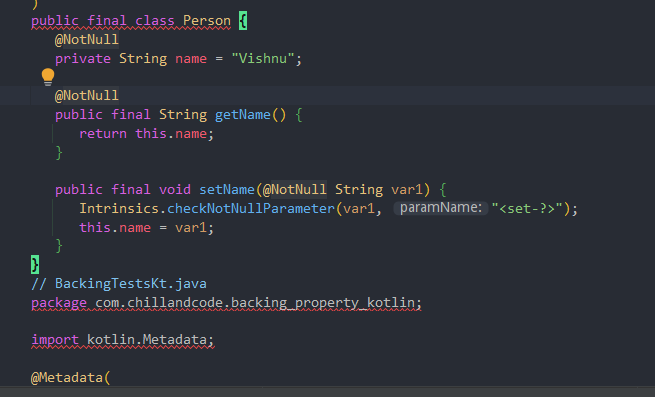 )
public final class Person {
@NotNull
private String name = "Vishnu";
@NotNull
public final String getName() {
return this.name;
}
public final void setName(@NotNull String var1) {
Intrinsics.checkNotNullParameter(var1, paramName: "<set-?>");
this.name = var1;
}
}
// BackingTestsKt.java
package com.chillandcode.backing_property_kotlin;
import kotlin.Metadata;
@Metadata(